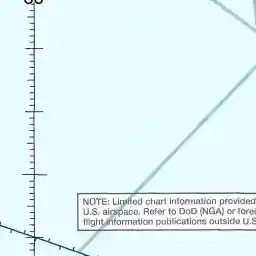 NOTE: Limited chart information provided
U.S. airspace. Refer to DoD (NGA) or
flight information publications outside